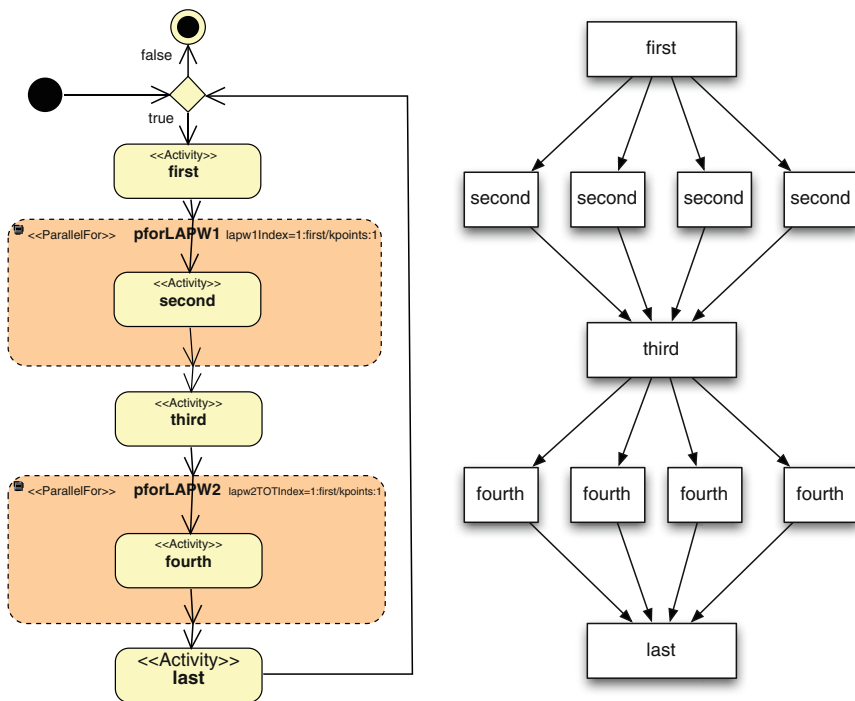 false
true
<<Activity>>
first
<<ParallelFor>> pforLAPW1 lapw1Index=1:first/kpoints:1
<<Activity>>
second
<<Activity>>
third
<<ParallelFor>> pforLAPW2 lapw2TOTIndex=1:first/kpoints:1
<<Activity>>
fourth
<<Activity>>
last
first
second second second second
third
fourth fourth fourth fourth
last